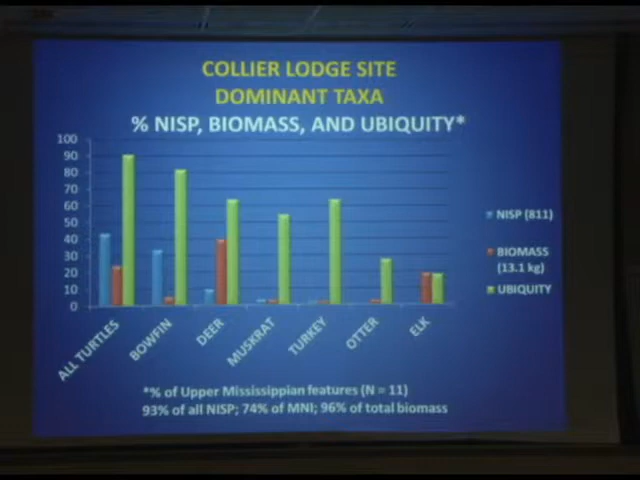 COLLIER LODGE SITE
DOMINANT TAXA
% NISP, BIOMASS, AND UBIQUITY*
100
90
80
70
60
50
40
30
20
10
0
ALL TURTLES
BOWFIN
DEER
MUSKRAT
TURKEY
OTTER
ELK
NISP (811)
BIOMASS
(13.1 kg)
UBIQUITY
*% of Upper Mississippian features (N = 11)
93% of all NISP; 74% of MNI; 96% of total biomass